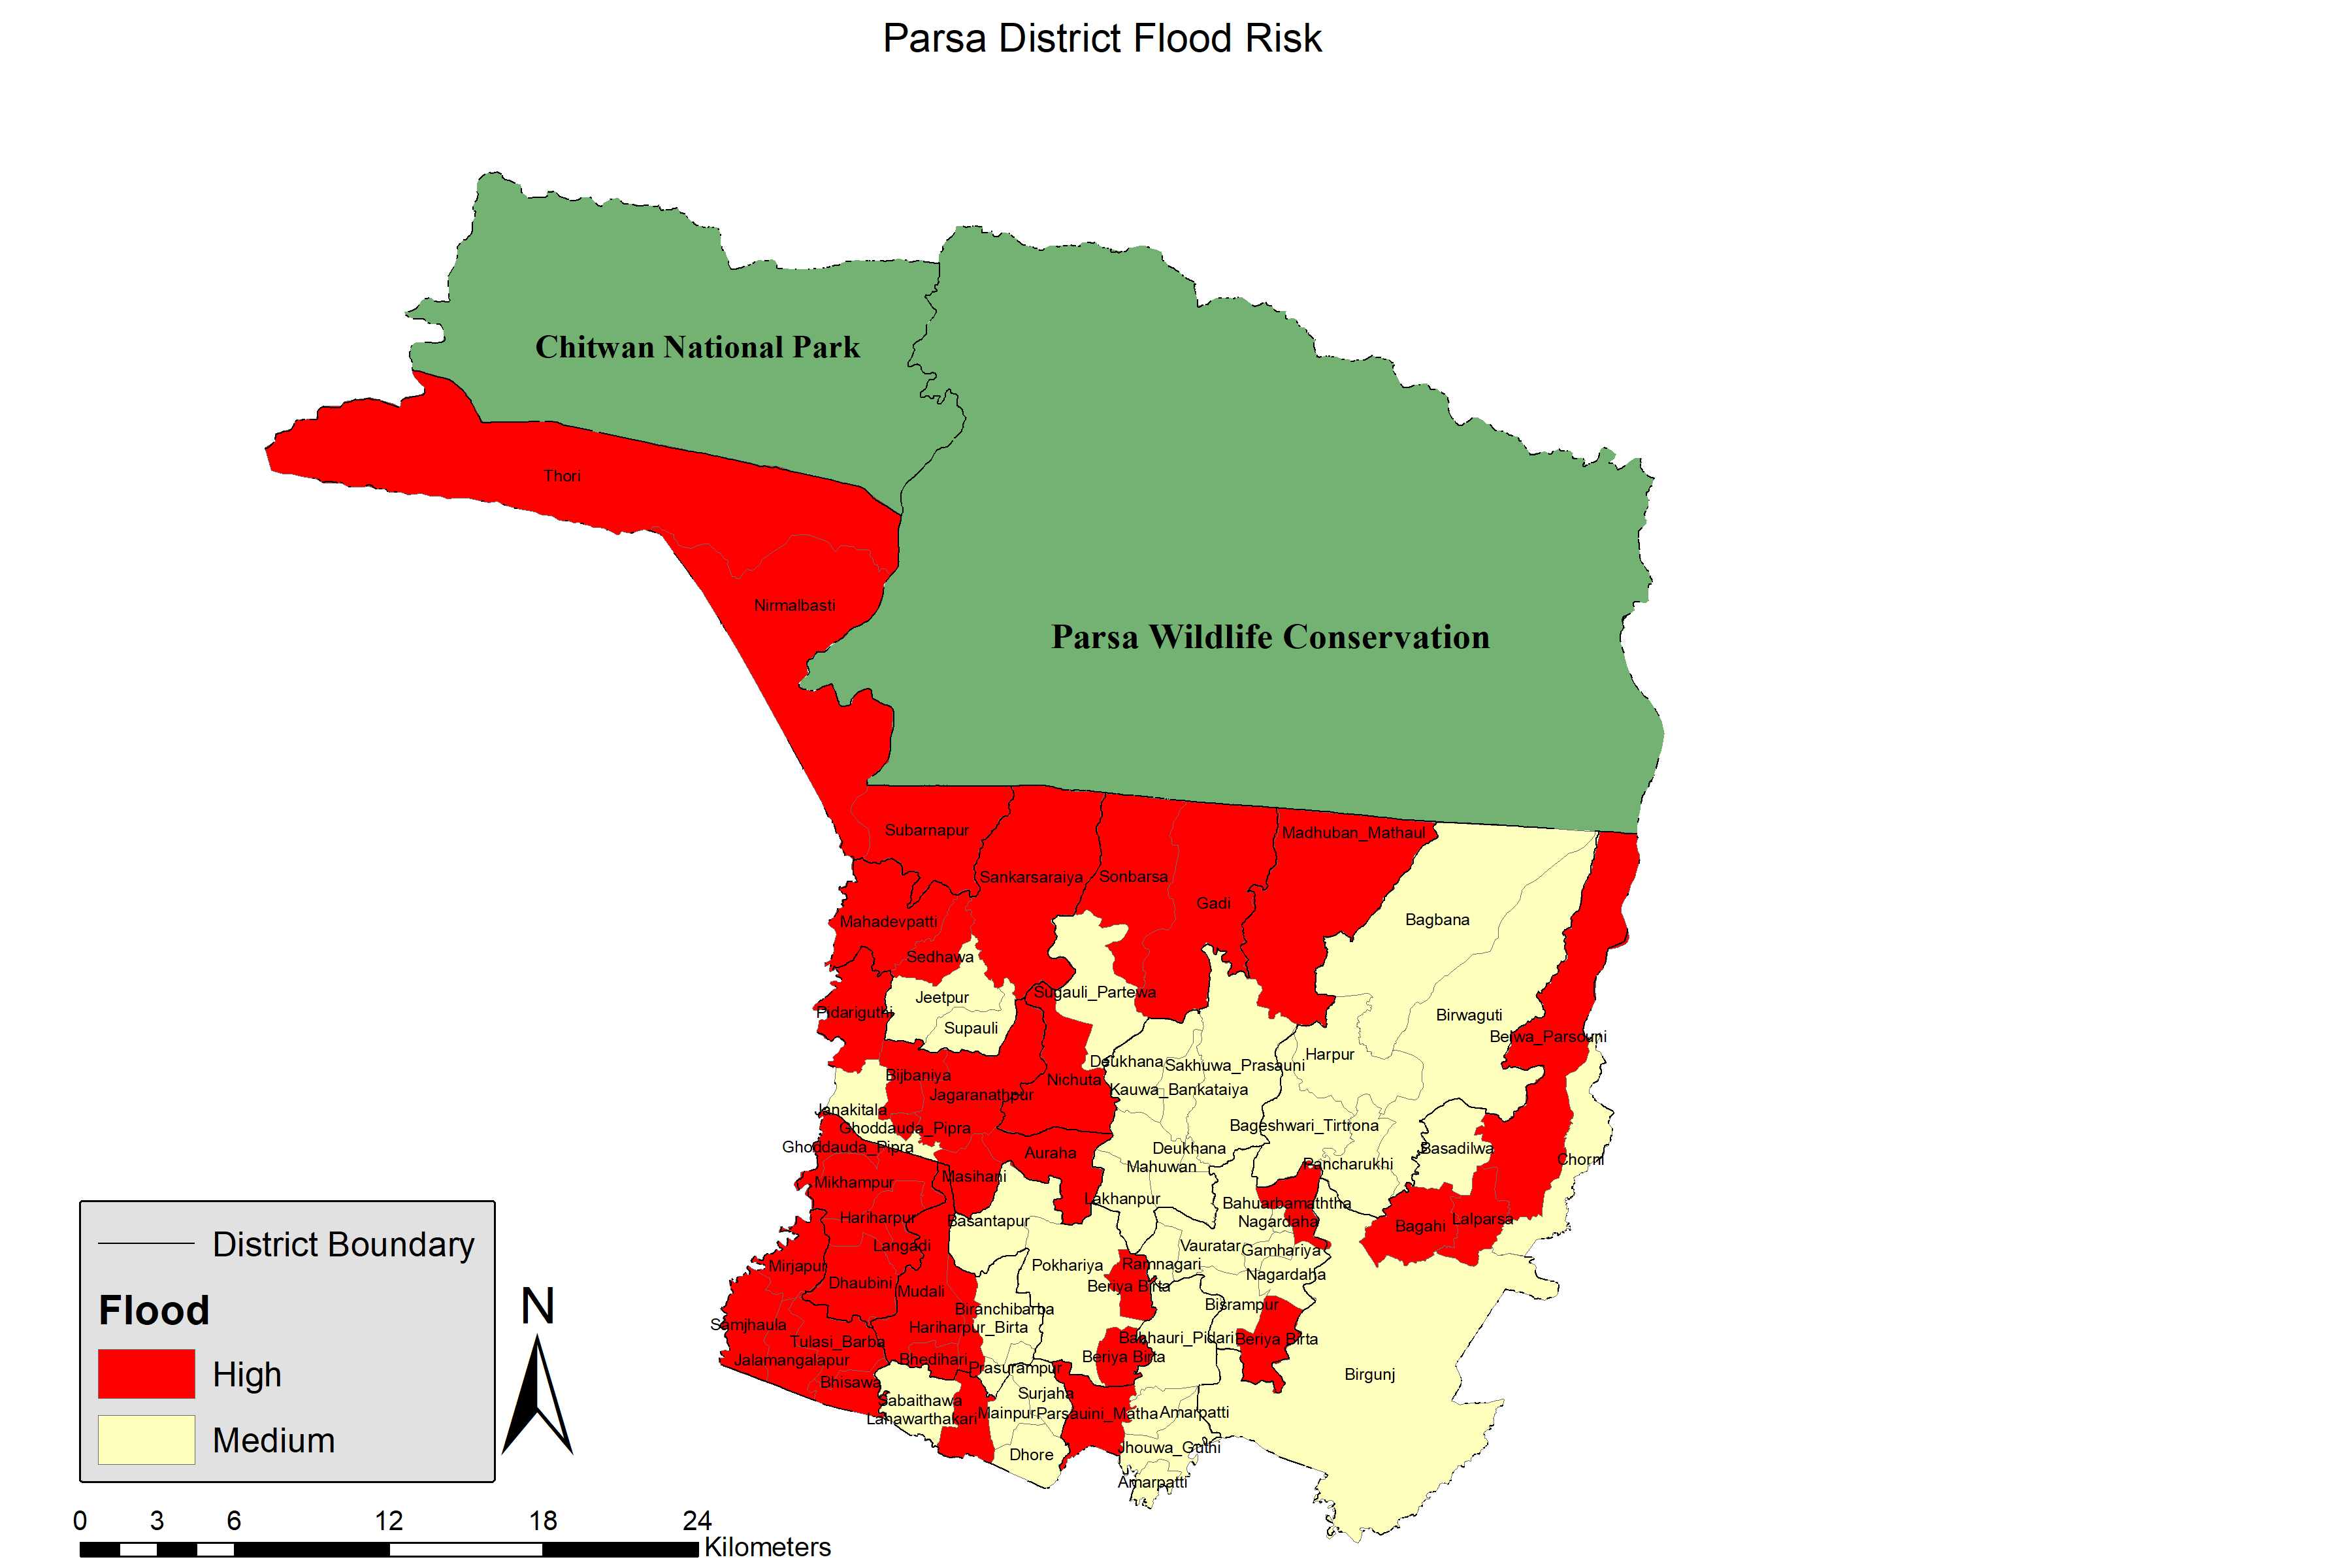 Parsa District Flood Risk
Chitwan National Park
Thori
Nirmalbasti
Parsa Wildlife Conservation
Subarnapur
Madhuban_Mathaul
Sankarsaraiya
Sonbarsa
Gadi
Mahadevpatti
Bagbana
Sedhawa
Jeetpur
Sugauli_Partewa
Pidariguthi
Supauli
Birwaguti
Belwa_Parsouni
Harpur
Deukhana
Sakhuwa_Prasauni
Bijbaniya
Nichuta
Jagaranathpur
Kauwa_Bankataiya
Janakitala
Ghoddauda_Pipra
Bageshwari_Tirtrona
Ghoddauda_Pipra
Deukhana
Basadilwa
Auraha
Mahuwan
Pancharukhi
Chorni
Masihani
Mikhampur
Lakhanpur
Bahuarbamaththa
Hariharpur
Basantapur
Nagardaha
Bagahi
Lalparsa
Langadi
Vauratar
Gamhariya
Mirjapur
Pokhariya
Ramnagari
Nagardaha
Dhaubini
Mudali
Beriya Birta
Biranchibarba
Bisrampur
Samjhaula
Hariharpur_Birta
Tulasi_Barba
Bahauri_Pidari
Beriya Birta
Jalamangalapur
Bhedihari
Prasurampur
Beriya Birta
Birgunj
Bhisawa
Surjaha
Sabaithawa
Lahawarthakari
Mainpur
Parsauini_Matha
Amarpatti
Dhore
Jhouwa_Guthi
Amarpatti
District Boundary
Flood
High
Medium
N
0 3 6 12 18 24
Kilometers